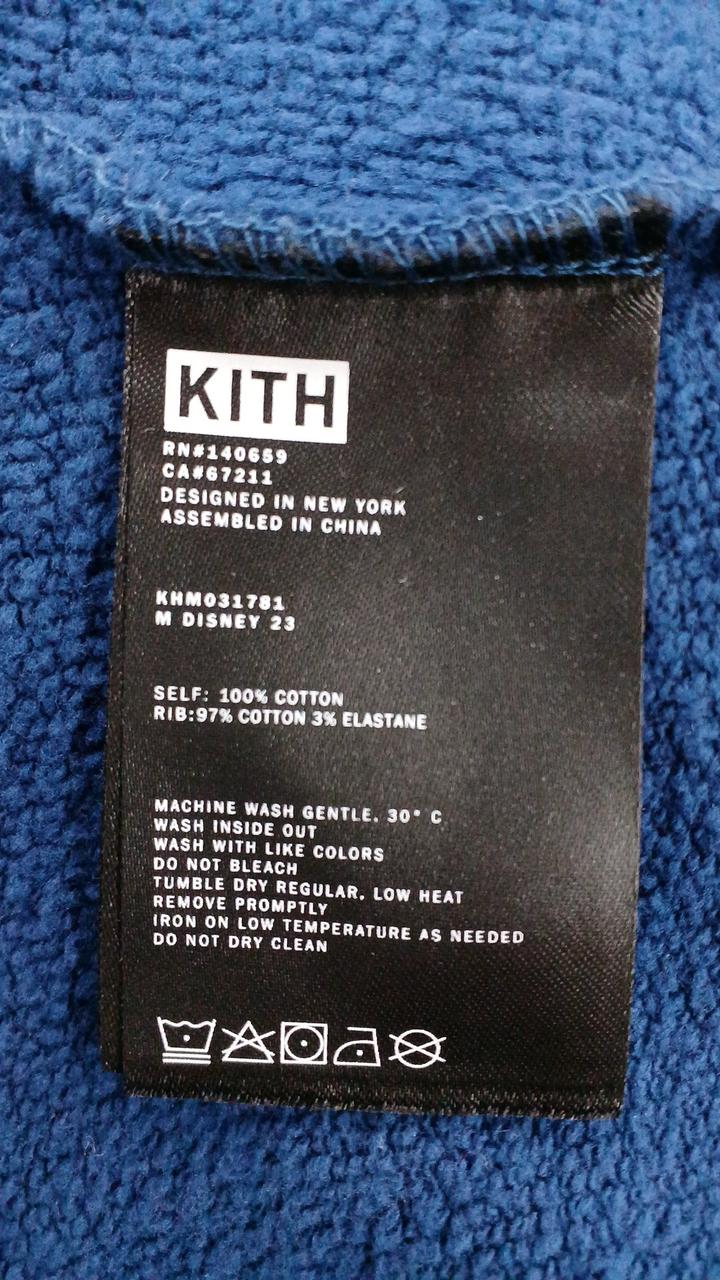 KITH
RN#140659
CA#67211
DESIGNED IN NEW YORK
ASSEMBLED IN CHINA
KHM031781
M DISNEY 23
SELF: 100% COTTON
RIB:97% COTTON 3% ELASTANE
MACHINE WASH GENTLE. 30° C
WASH INSIDE OUT
WASH WITH LIKE COLORS
DO NOT BLEACH
TUMBLE DRY REGULAR, LOW HEAT
REMOVE PROMPTLY
IRON ON LOW TEMPERATURE AS NEEDED
DO NOT DRY CLEAN